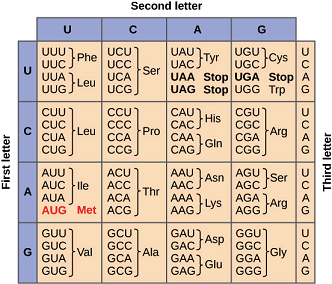 Second letter
U C A G
First letter
Third letter
U
UUU UUC Phe
UUA UUG Leu
UCU UCC UCA UCG Ser
UAU UAC Tyr
UAA Stop
UAG Stop
UGU UGC Cys
UGA Stop
UGG Trp
U C A G
C
CUU CUC CUA CUG Leu
CCU CCC CCA CCG Pro
CAU CAC His
CAA CAG Gln
CGU CGC CGA CGG Arg
U C A G
A
AUU AUC AUA Ile
AUG Met
ACU ACC ACA ACG Thr
AAU AAC Asn
AAA AAG Lys
AGU AGC Ser
AGA AGG Arg
U C A G
G
GUU GUC GUA GUG Val
GCU GCC GCA GCG Ala
GAU GAC Asp
GAA GAG Glu
GGU GGC GGA GGG Gly
U C A G